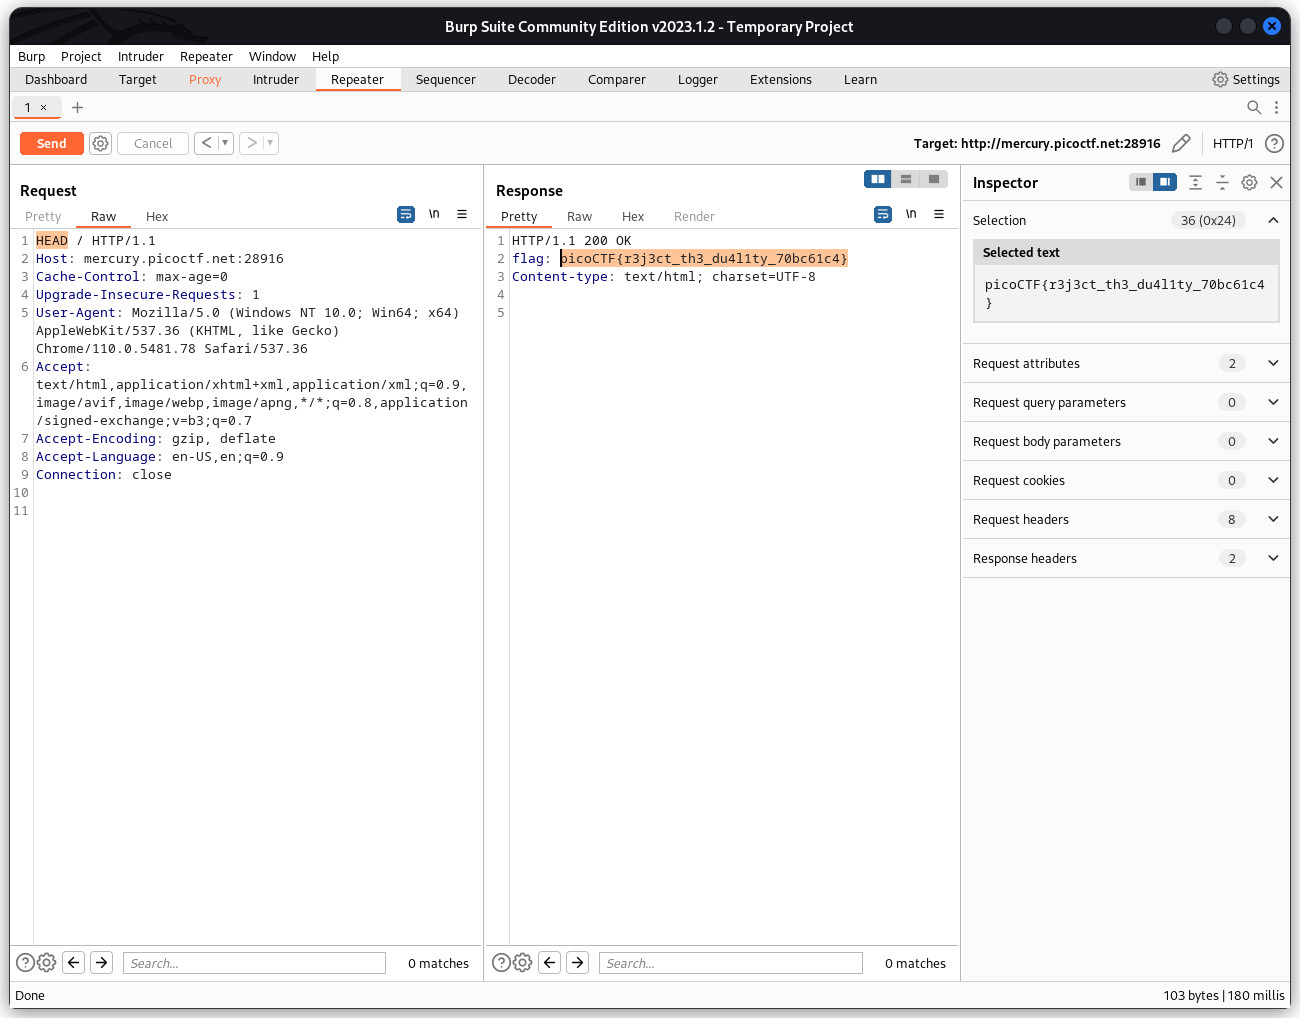 Burp Suite Community Edition v2023.1.2 - Temporary Project
Burp Project Intruder Repeater Window Help
Dashboard Target Proxy Intruder Repeater Sequencer Decoder Comparer Logger Extensions Learn Settings
1 × +
Send Cancel < > Target: http://mercury.picoctf.net:28916 HTTP/1 ?
Request
Pretty Raw Hex \n
1 HEAD / HTTP/1.1
2 Host: mercury.picoctf.net:28916
3 Cache-Control: max-age=0
4 Upgrade-Insecure-Requests: 1
5 User-Agent: Mozilla/5.0 (Windows NT 10.0; Win64; x64)
AppleWebKit/537.36 (KHTML, like Gecko)
Chrome/110.0.5481.78 Safari/537.36
6 Accept:
text/html,application/xhtml+xml,application/xml;q=0.9,
image/avif,image/webp,image/apng,*/*;q=0.8,application
/signed-exchange;v=b3;q=0.7
7 Accept-Encoding: gzip, deflate
8 Accept-Language: en-US,en;q=0.9
9 Connection: close
10
11
? Search... 0 matches
Response
Pretty Raw Hex Render \n
1 HTTP/1.1 200 OK
2 flag: picoCTF{r3j3ct_th3_du4l1ty_70bc61c4}
3 Content-type: text/html; charset=UTF-8
4
5
? Search... 0 matches
Inspector
Selection 36 (0x24)
Selected text
picoCTF{r3j3ct_th3_du4l1ty_70bc61c4
}
Request attributes 2
Request query parameters 0
Request body parameters 0
Request cookies 0
Request headers 8
Response headers 2
Done 103 bytes | 180 millis